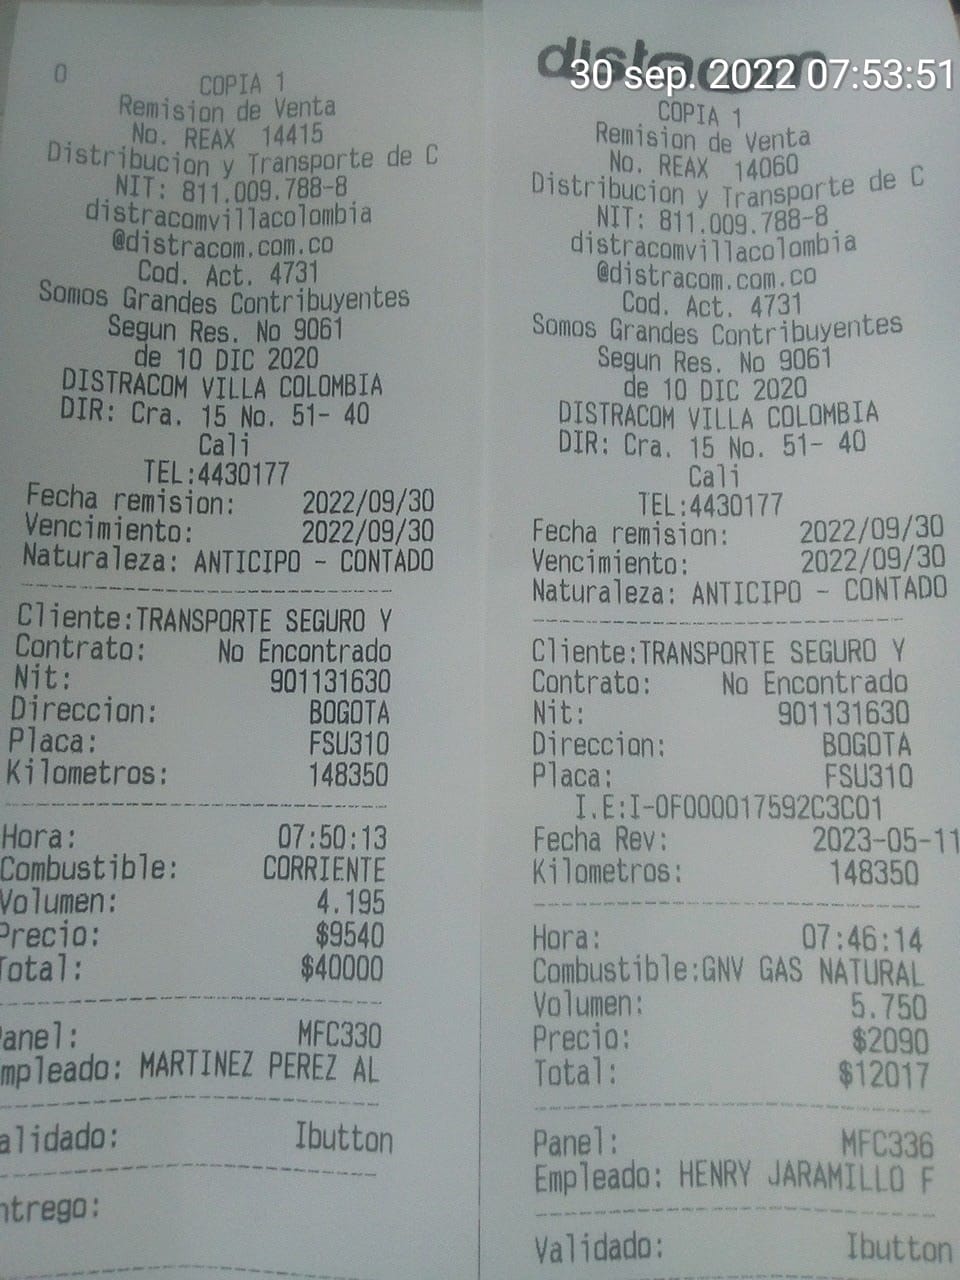 0
COPIA 1
Remision de Venta
No. REAX 14415
Distribucion y Transporte de C
NIT: 811.009.788-8
distracomvillacolombia
@distracom.com.co
Cod. Act. 4731
Somos Grandes Contribuyentes
Segun Res. No 9061
de 10 DIC 2020
DISTRACOM VILLA COLOMBIA
DIR: Cra. 15 No. 51- 40
Cali
TEL:4430177
Fecha remision: 2022/09/30
Vencimiento: 2022/09/30
Naturaleza: ANTICIPO - CONTADO
Cliente:TRANSPORTE SEGURO Y
Contrato: No Encontrado
Nit: 901131630
Direccion: BOGOTA
Placa: FSU310
Kilometros: 148350
Hora: 07:50:13
Combustible: CORRIENTE
Volumen: 4.195
Precio: $9540
Total: $40000
anel: MFC330
mpleado: MARTINEZ PEREZ AL
alidado: Ibutton
ntrego:
distracom
30 sep. 2022 07:53:51
COPIA 1
Remision de Venta
No. REAX 14060
Distribucion y Transporte de C
NIT: 811.009.788-8
distracomvillacolombia
@distracom.com.co
Cod. Act. 4731
Somos Grandes Contribuyentes
Segun Res. No 9061
de 10 DIC 2020
DISTRACOM VILLA COLOMBIA
DIR: Cra. 15 No. 51- 40
Cali
TEL:4430177
Fecha remision: 2022/09/30
Vencimiento: 2022/09/30
Naturaleza: ANTICIPO - CONTADO
Cliente:TRANSPORTE SEGURO Y
Contrato: No Encontrado
Nit: 901131630
Direccion: BOGOTA
Placa: FSU310
I.E:I-0F000017592C3C01
Fecha Rev: 2023-05-11
Kilometros: 148350
Hora: 07:46:14
Combustible:GNV GAS NATURAL
Volumen: 5.750
Precio: $2090
Total: $12017
Panel: MFC336
Empleado: HENRY JARAMILLO F
Validado: Ibutton